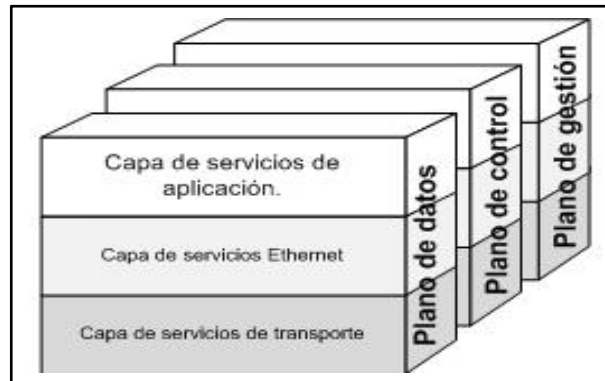 Capa de servicios de
aplicación.
Capa de servicios Ethernet
Capa de servicios de transporte
Plano de datos
Plano de control
Plano de gestión